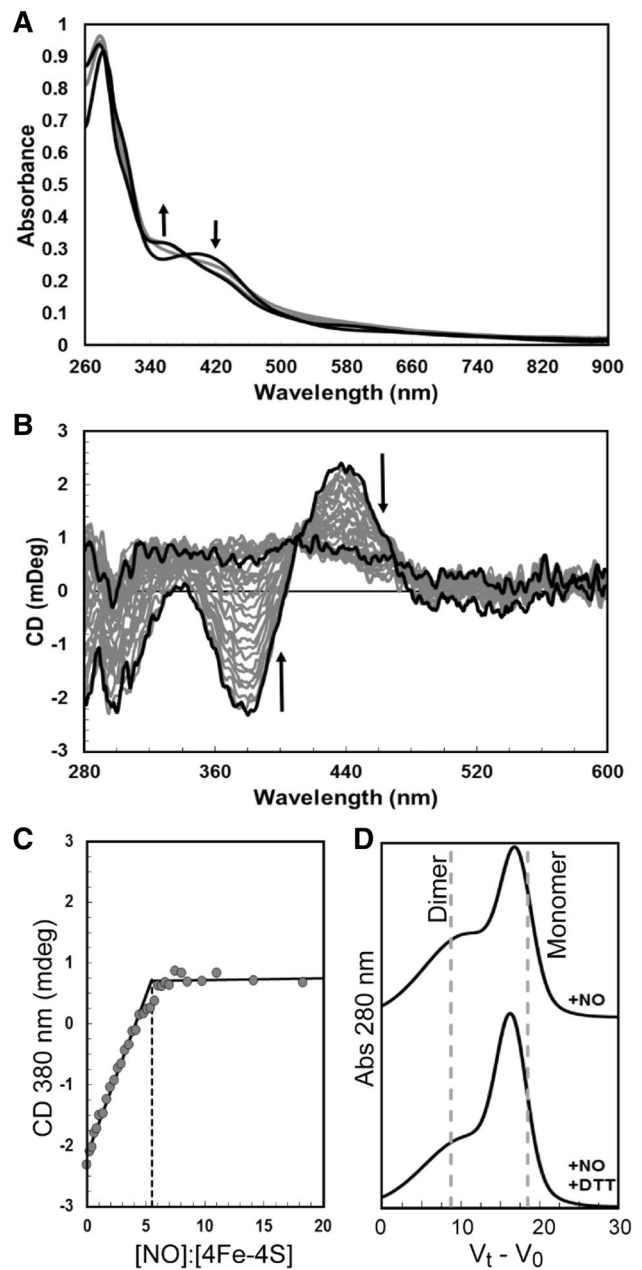 A
1
0.9
0.8
0.7
0.6
0.5
0.4
0.3
0.2
0.1
0
Absorbance
260 340 420 500 580 660 740 820 900
Wavelength (nm)
B
3
2
1
0
-1
-2
-3
CD (mDeg)
280 360 440 520 600
Wavelength (nm)
C
3
2
1
0
-1
-2
-3
CD 380 nm (mdeg)
0 5 10 15 20
[NO]:[4Fe-4S]
D
Abs 280 nm
Dimer
Monomer
+NO
+NO
+DTT
0 10 20 30
Vt - V0